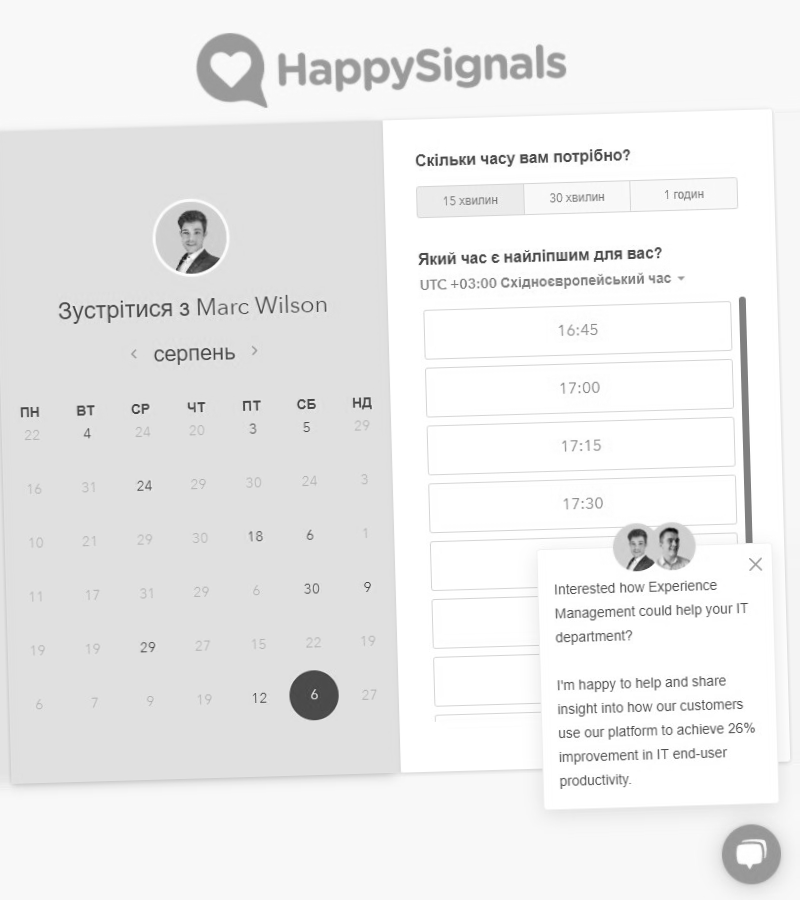 HappySignals
Зустрітися з Marc Wilson
серпень
ПН ВТ СР ЧТ ПТ СБ НД
22 4 24 20 3 5 29
16 31 24 29 30 24 3
10 21 29 30 18 6 1
11 17 31 29 6 30 9
19 19 29 27 15 22 19
6 7 9 19 12 6 27
Скільки часу вам потрібно?
15 хвилин 30 хвилин 1 годин
Який час є найліпшим для вас?
UTC +03:00 Східноєвропейський час
16:45
17:00
17:15
17:30
Interested how Experience
Management could help your IT
department?
I'm happy to help and share
insight into how our customers
use our platform to achieve 26%
improvement in IT end-user
productivity.